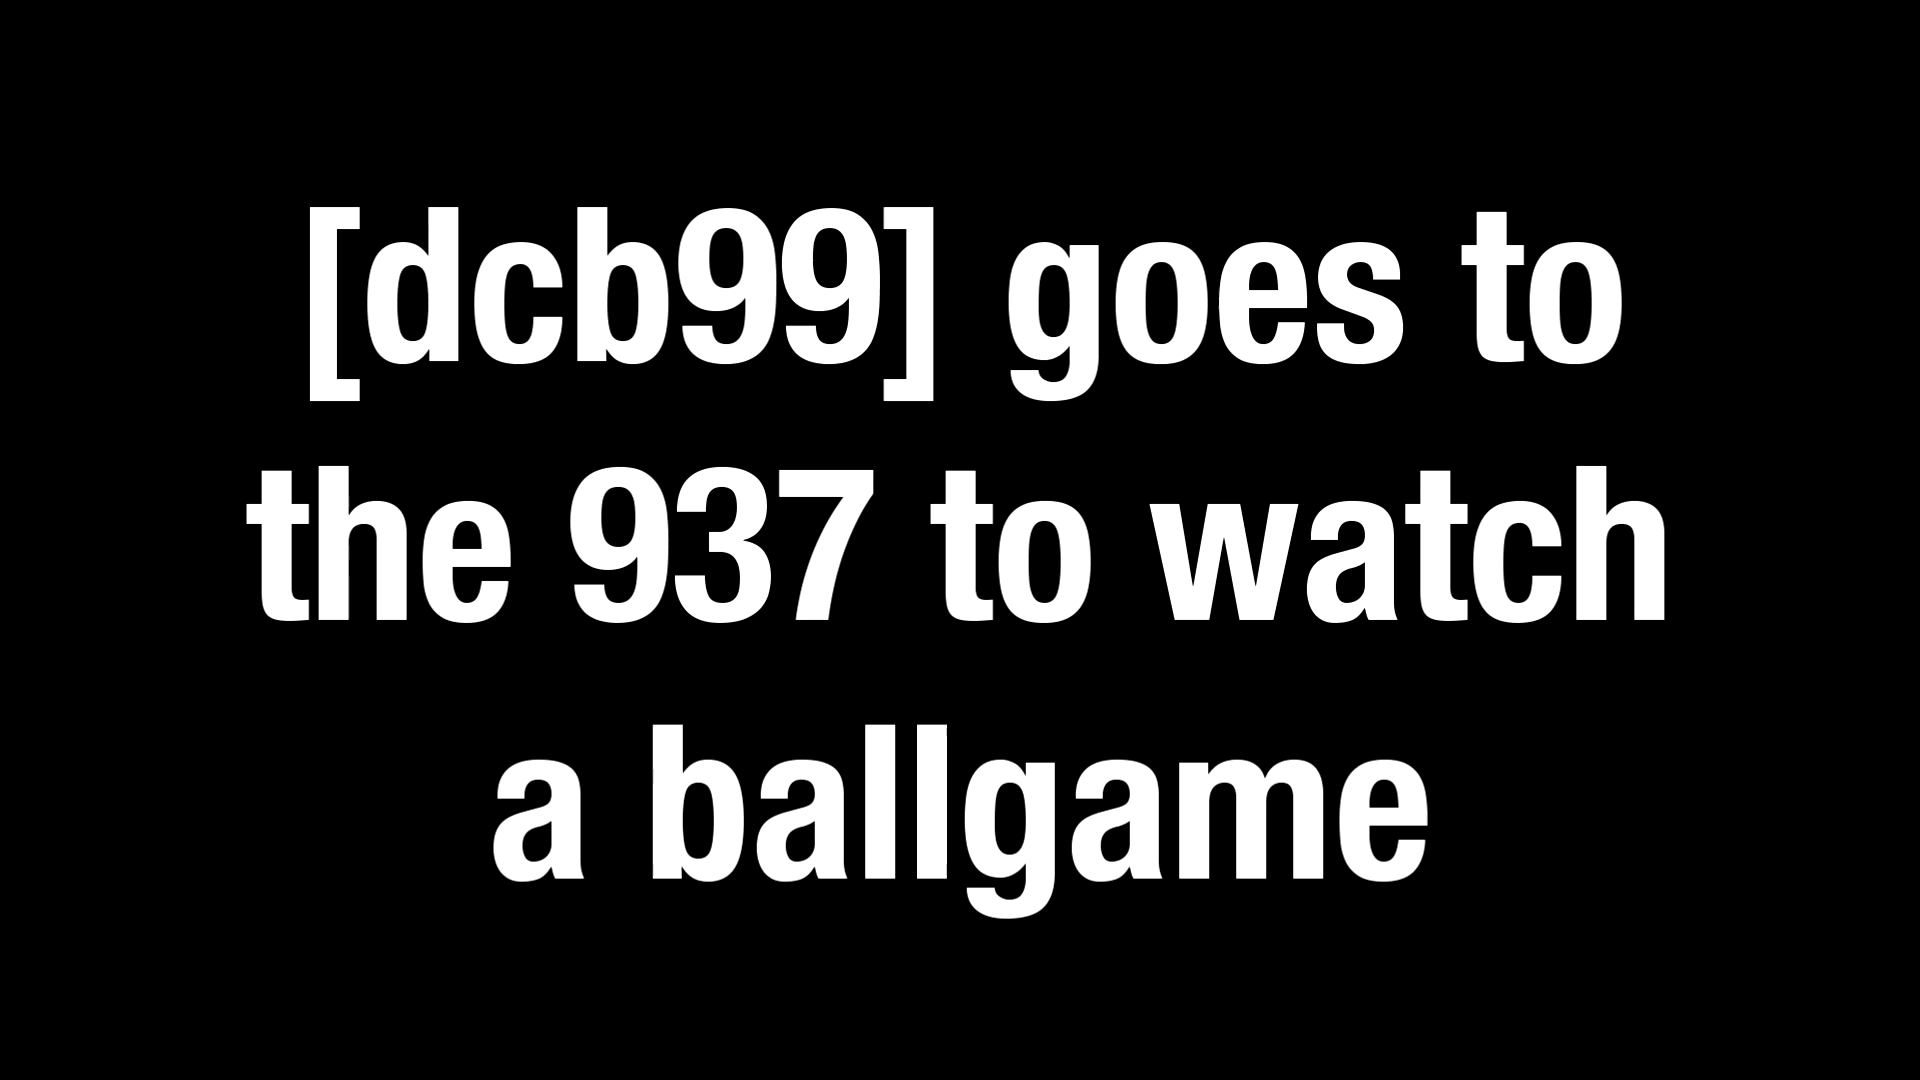 [dcb99] goes to
the 937 to watch
a ballgame